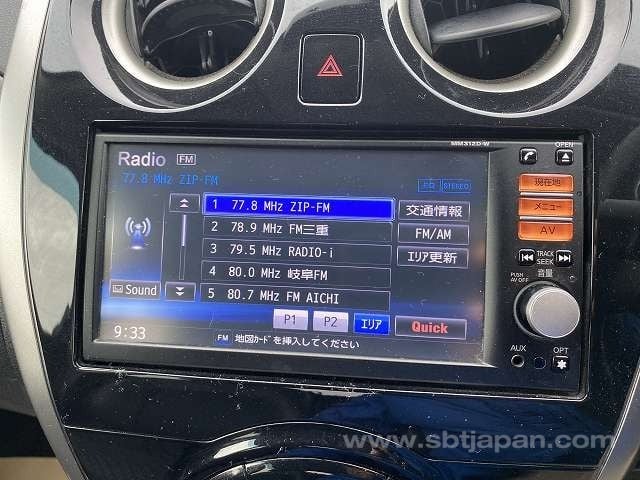 MM312D-W
OPEN
Radio FM
77.8 MHz ZIP-FM
STEREO
1 77.8 MHz ZIP-FM
交通情報
2 78.9 MHz FM三重
FM/AM
3 79.5 MHz RADIO-i
ｴﾘｱ更新
4 80.0 MHz 岐阜FM
Sound
5 80.7 MHz FM AICHI
P1 P2 ｴﾘｱ Quick
9:33
FM 地図ｶｰﾄﾞを挿入してください
現在地
メニュー
AV
TRACK
SEEK
PUSH
AV OFF
音量
AUX
OPT
www.sbtjapan.com